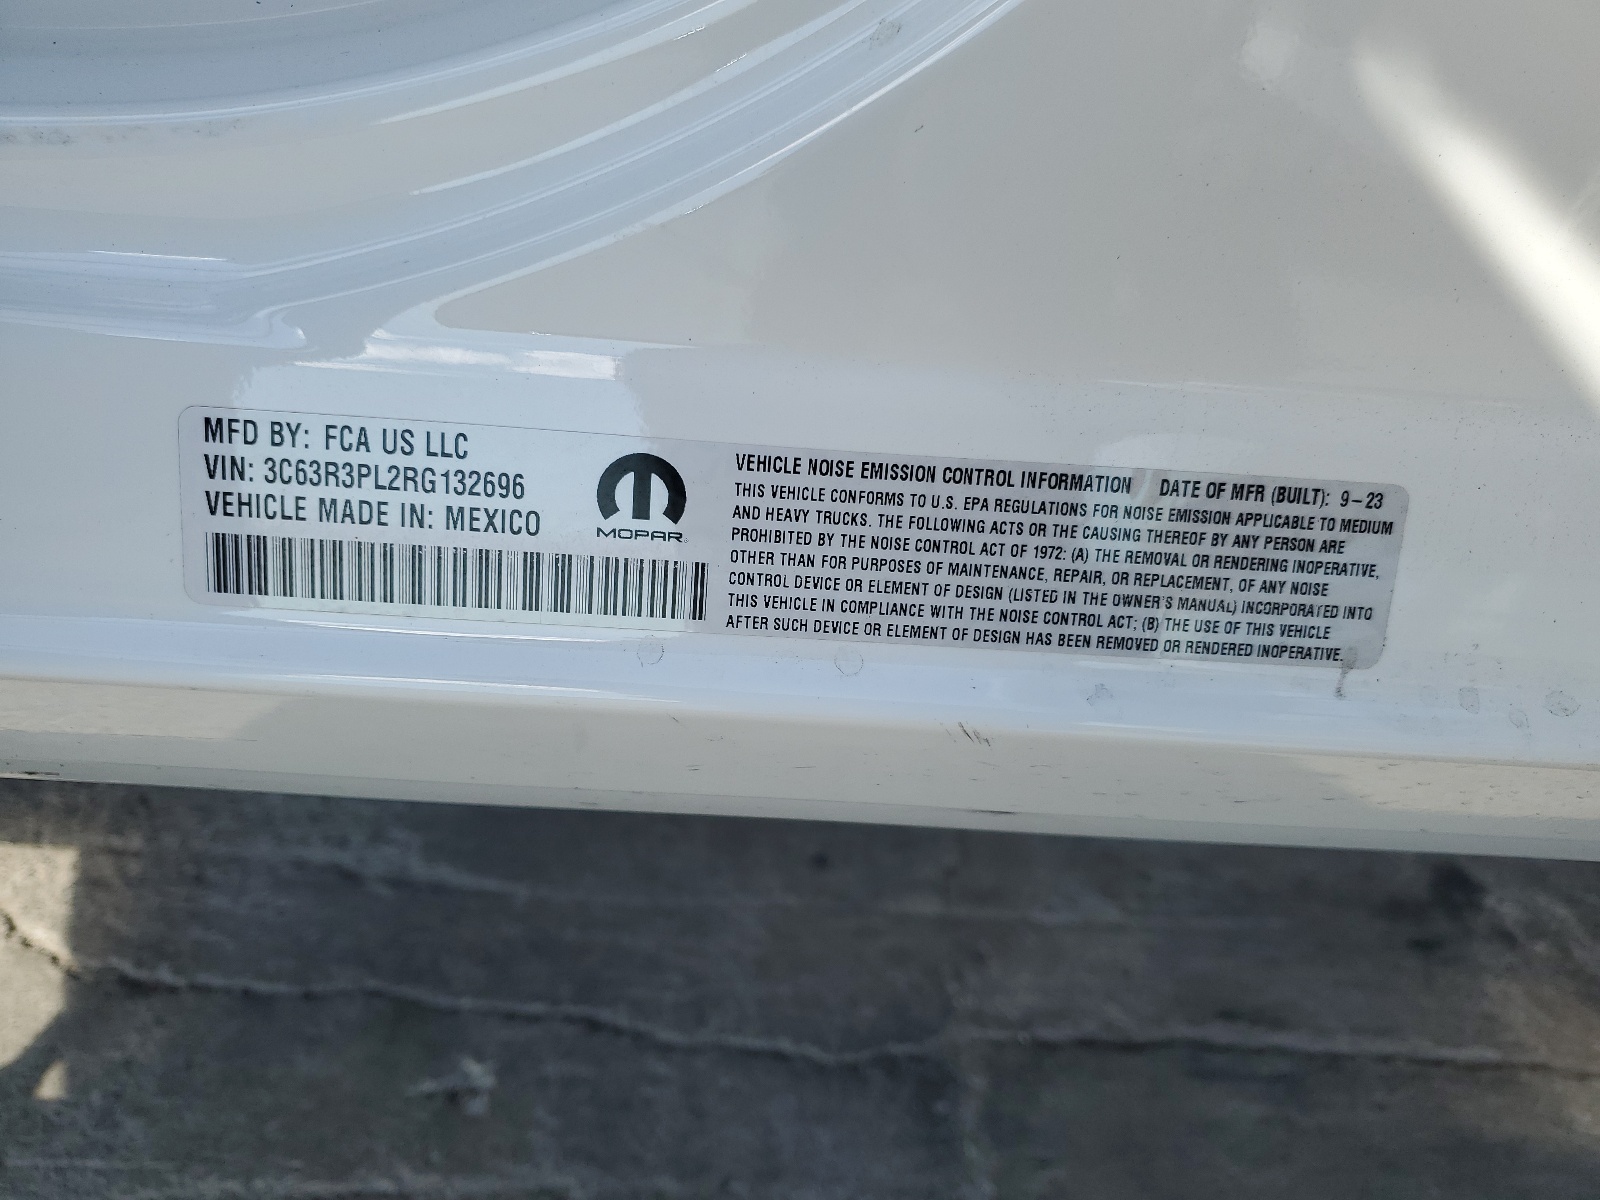 MFD BY: FCA US LLC
VIN: 3C63R3PL2RG132696
VEHICLE MADE IN: MEXICO
MOPAR
VEHICLE NOISE EMISSION CONTROL INFORMATION DATE OF MFR (BUILT): 9-23
THIS VEHICLE CONFORMS TO U.S. EPA REGULATIONS FOR NOISE EMISSION APPLICABLE TO MEDIUM
AND HEAVY TRUCKS. THE FOLLOWING ACTS OR THE CAUSING THEREOF BY ANY PERSON ARE
PROHIBITED BY THE NOISE CONTROL ACT OF 1972: (A) THE REMOVAL OR RENDERING INOPERATIVE,
OTHER THAN FOR PURPOSES OF MAINTENANCE, REPAIR, OR REPLACEMENT, OF ANY NOISE
CONTROL DEVICE OR ELEMENT OF DESIGN (LISTED IN THE OWNER'S MANUAL) INCORPORATED INTO
THIS VEHICLE IN COMPLIANCE WITH THE NOISE CONTROL ACT; (B) THE USE OF THIS VEHICLE
AFTER SUCH DEVICE OR ELEMENT OF DESIGN HAS BEEN REMOVED OR RENDERED INOPERATIVE.